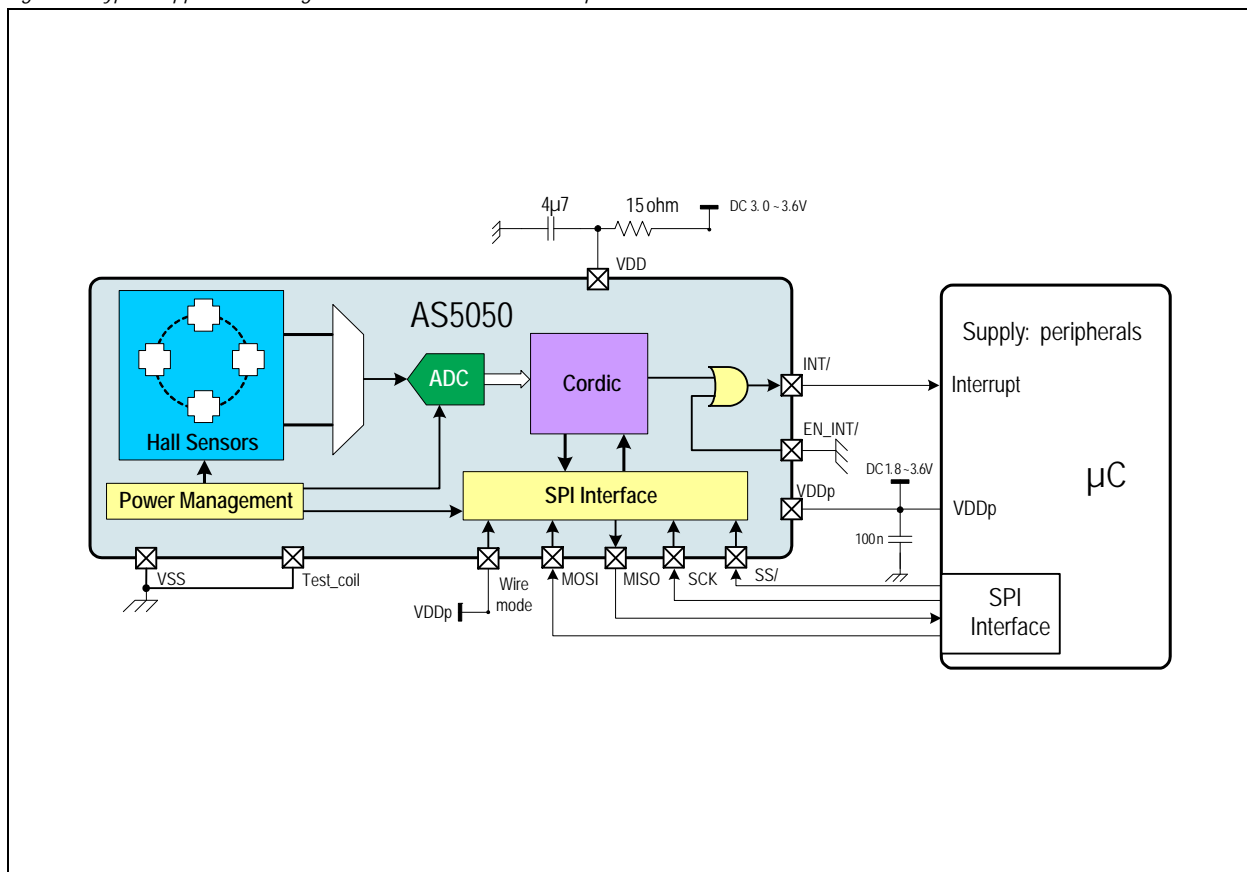 4µ7
15 ohm
DC 3.0 ~ 3.6V
VDD
AS5050
Supply: peripherals
INT/
ADC
Cordic
Interrupt
Hall Sensors
EN_INT/
DC 1.8 ~ 3.6V
µC
Power Management
SPI Interface
VDDp
VDDp
100n
VSS
Test_coil
Wire
mode
MOSI
MISO
SCK
SS/
VDDp
SPI
Interface